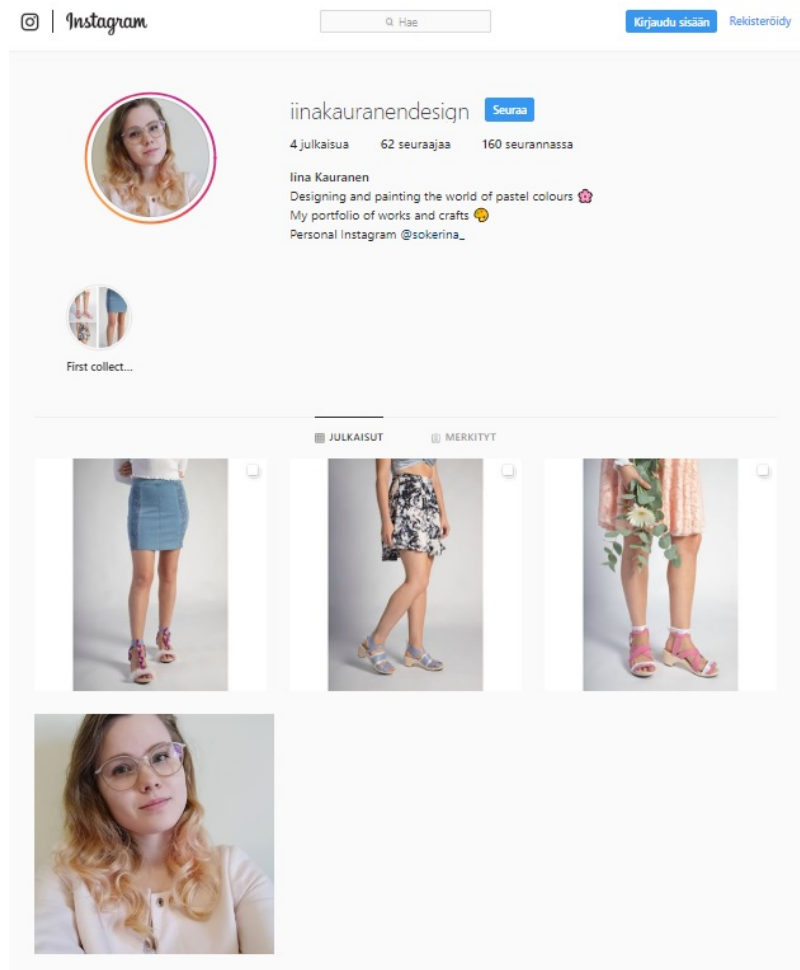 Instagram
Hae
Kirjaudu sisään Rekisteröidy
iinakauranendesign Seuraa
4 julkaisua 62 seuraajaa 160 seurannassa
Iina Kauranen
Designing and painting the world of pastel colours 🌸
My portfolio of works and crafts 🎨
Personal Instagram @sokerina_
First collect...
JULKAISUT MERKITYT